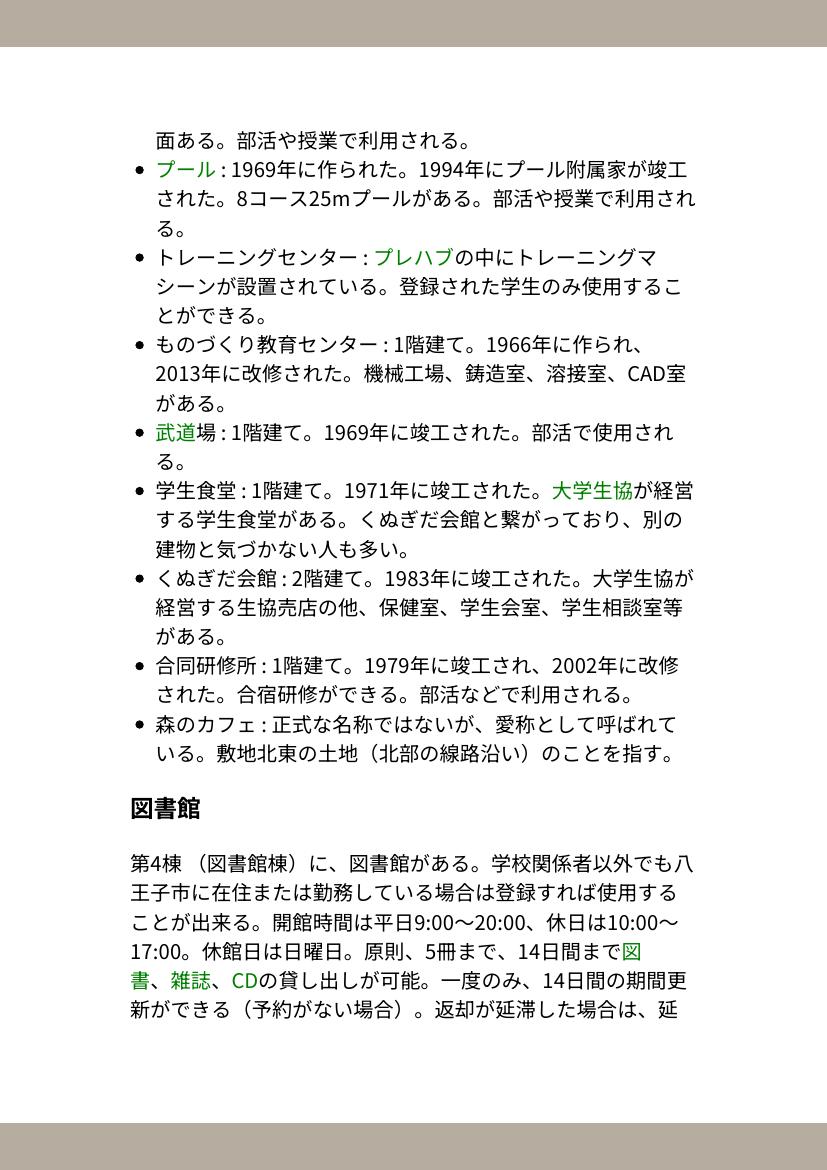 面ある。部活や授業で利用される。
• プール : 1969年に作られた。1994年にプール附属家が竣工
された。8コース25mプールがある。部活や授業で利用され
る。
• トレーニングセンター : プレハブの中にトレーニングマ
シーンが設置されている。登録された学生のみ使用するこ
とができる。
• ものづくり教育センター : 1階建て。1966年に作られ、
2013年に改修された。機械工場、鋳造室、溶接室、CAD室
がある。
• 武道場 : 1階建て。1969年に竣工された。部活で使用され
る。
• 学生食堂 : 1階建て。1971年に竣工された。大学生協が経営
する学生食堂がある。くぬぎだ会館と繋がっており、別の
建物と気づかない人も多い。
• くぬぎだ会館 : 2階建て。1983年に竣工された。大学生協が
経営する生協売店の他、保健室、学生会室、学生相談室等
がある。
• 合同研修所 : 1階建て。1979年に竣工され、2002年に改修
された。合宿研修ができる。部活などで利用される。
• 森のカフェ : 正式な名称ではないが、愛称として呼ばれて
いる。敷地北東の土地（北部の線路沿い）のことを指す。
図書館
第4棟 （図書館棟）に、図書館がある。学校関係者以外でも八
王子市に在住または勤務している場合は登録すれば使用する
ことが出来る。開館時間は平日9:00〜20:00、休日は10:00〜
17:00。休館日は日曜日。原則、5冊まで、14日間まで図
書、雑誌、CDの貸し出しが可能。一度のみ、14日間の期間更
新ができる（予約がない場合）。返却が延滞した場合は、延